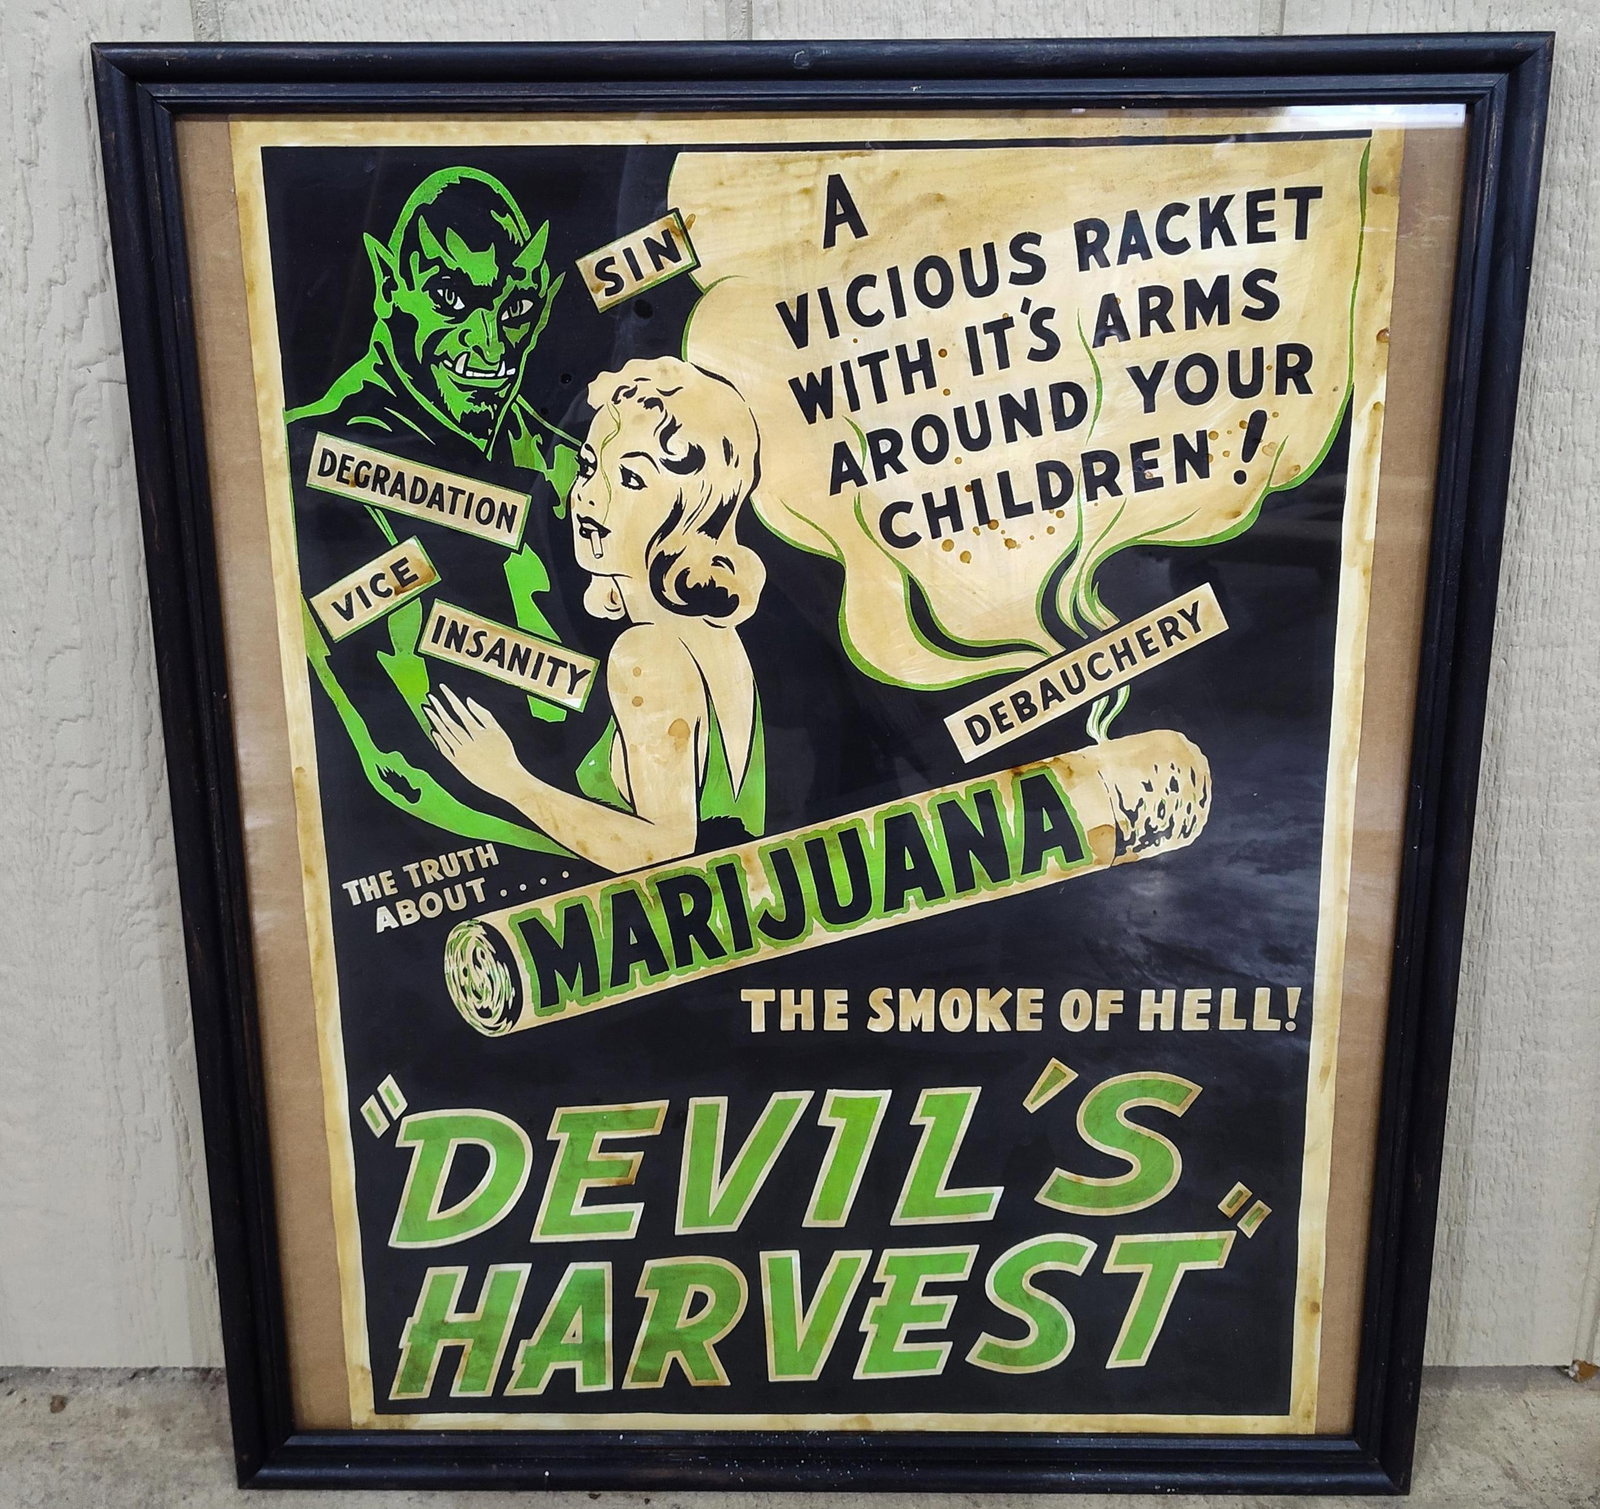 SIN
A
VICIOUS RACKET
WITH IT'S ARMS
AROUND YOUR
CHILDREN!
DEGRADATION
VICE
INSANITY
DEBAUCHERY
THE TRUTH
ABOUT....
MARIJUANA
THE SMOKE OF HELL!
"DEVIL'S
HARVEST"